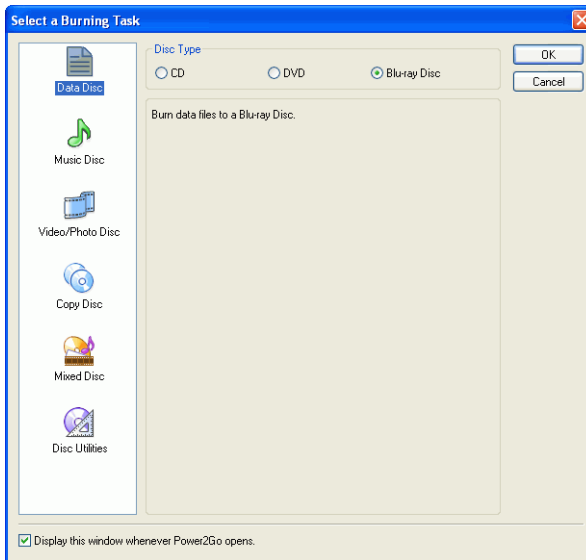 Select a Burning Task
Data Disc
Music Disc
Video/Photo Disc
Copy Disc
Mixed Disc
Disc Utilities
Disc Type
CD DVD Blu-ray Disc
Burn data files to a Blu-ray Disc.
OK
Cancel
Display this window whenever Power2Go opens.